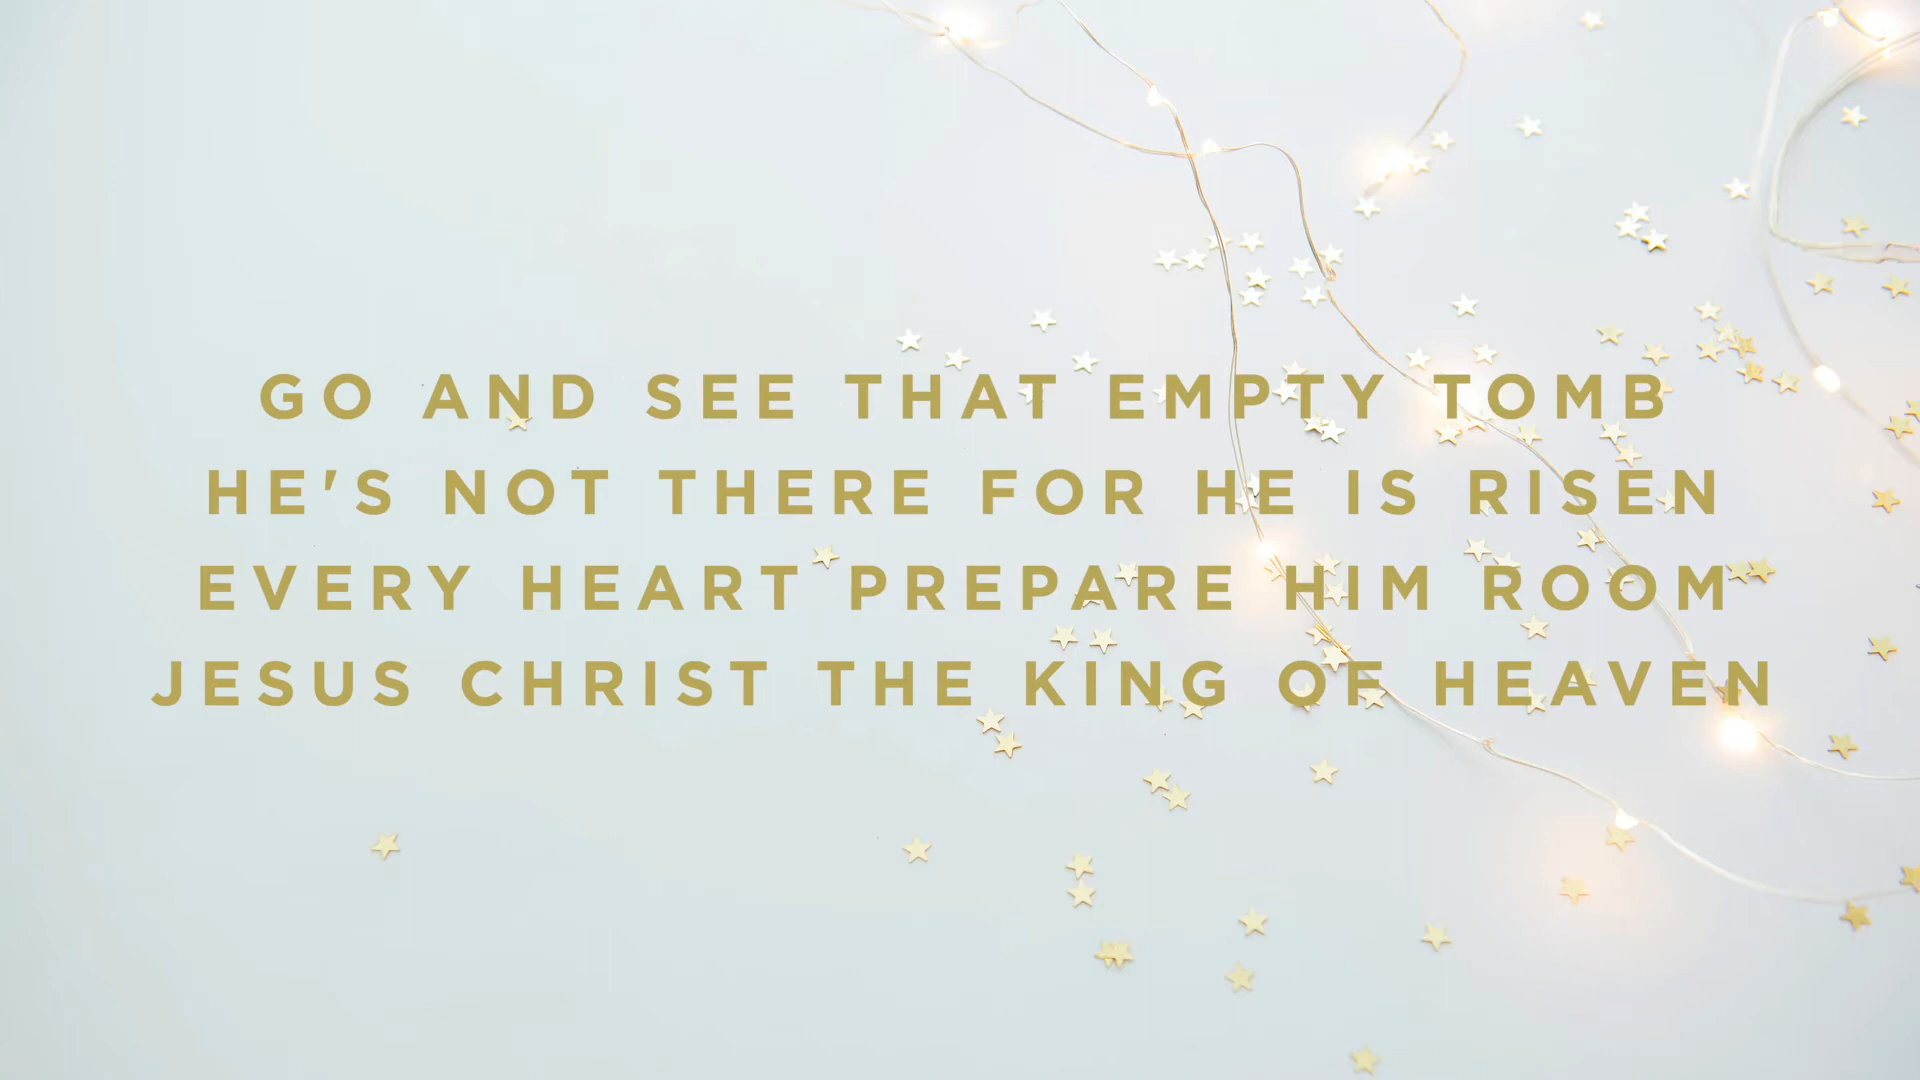 GO AND SEE THAT EMPTY TOMB
HE'S NOT THERE FOR HE IS RISEN
EVERY HEART PREPARE HIM ROOM
JESUS CHRIST THE KING OF HEAVEN